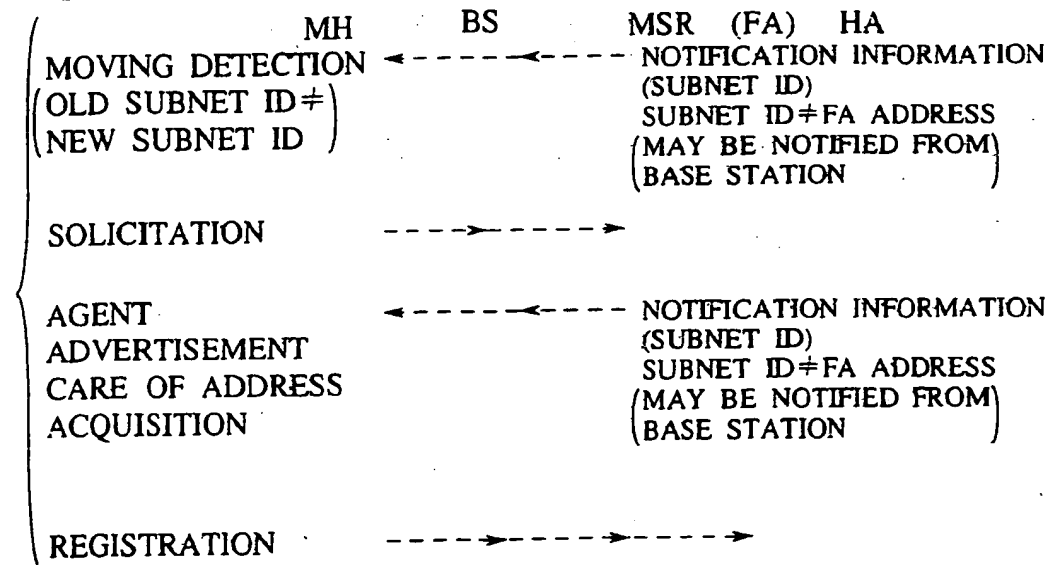 MH BS MSR (FA) HA
MOVING DETECTION NOTIFICATION INFORMATION
(OLD SUBNET ID≠ (SUBNET ID)
NEW SUBNET ID) SUBNET ID≠FA ADDRESS
(MAY BE NOTIFIED FROM
BASE STATION)
SOLICITATION
AGENT NOTIFICATION INFORMATION
ADVERTISEMENT (SUBNET ID)
CARE OF ADDRESS SUBNET ID≠FA ADDRESS
ACQUISITION (MAY BE NOTIFIED FROM
BASE STATION)
REGISTRATION